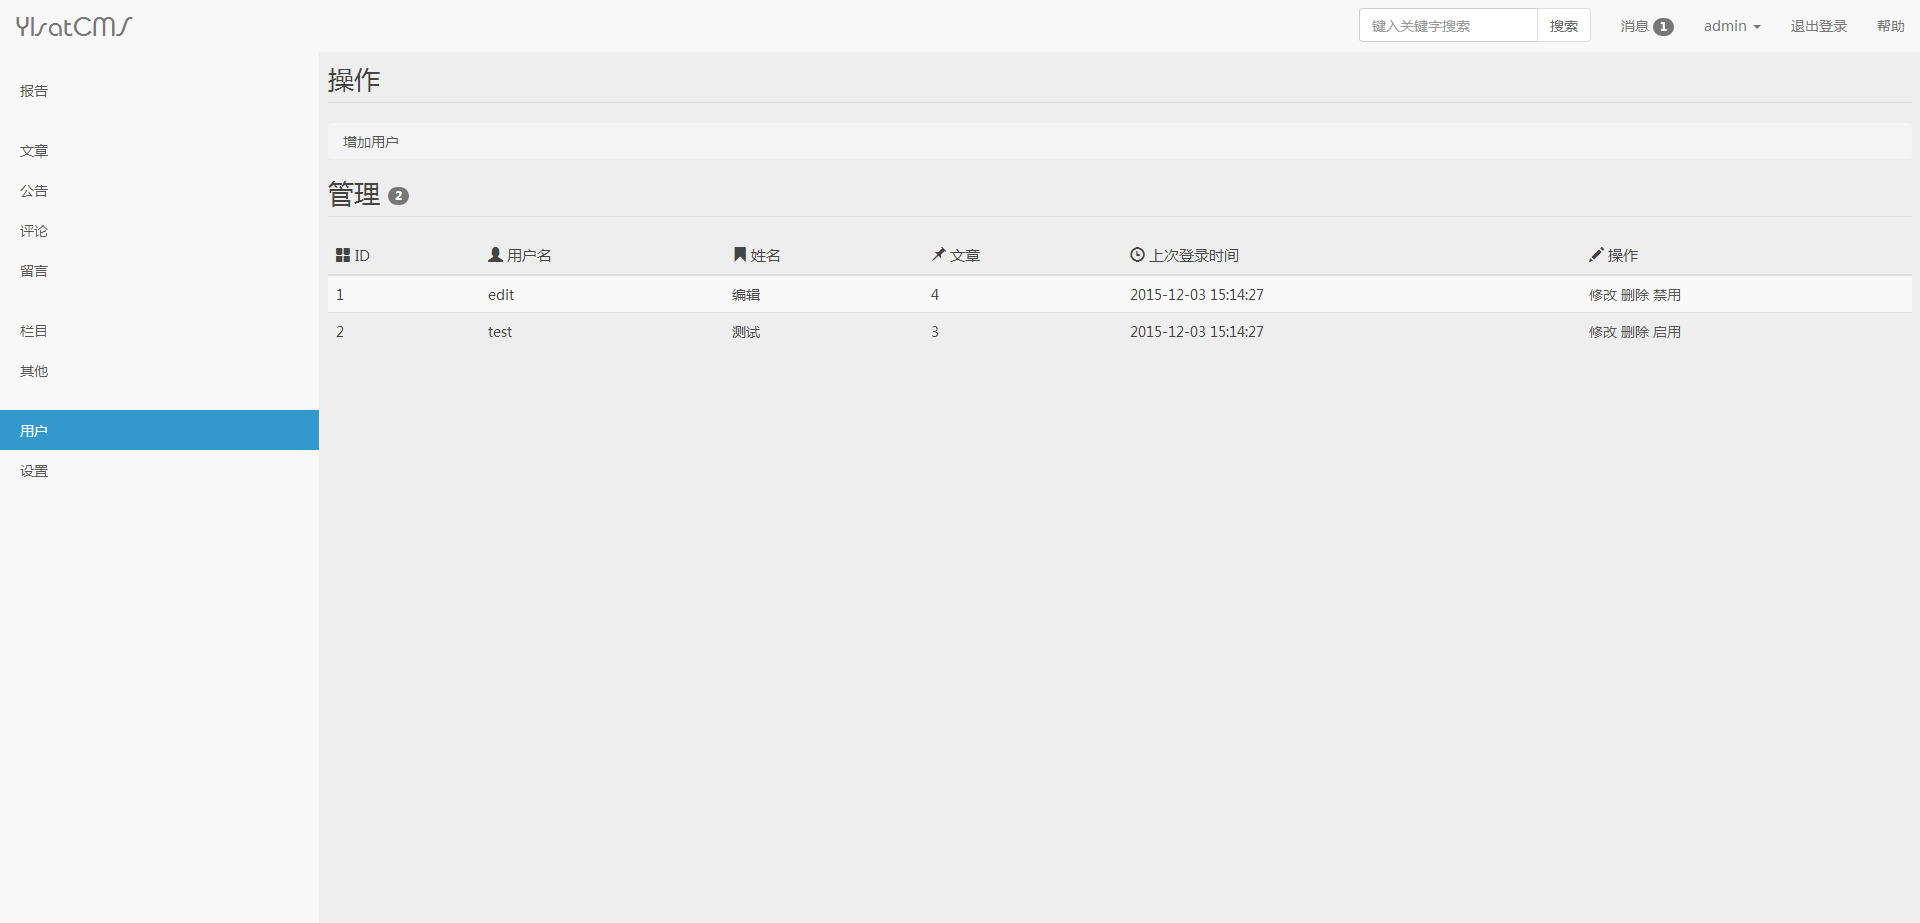 YlsatCMS
键入关键字搜索 搜索 消息 1 admin 退出登录 帮助
报告
文章
公告
评论
留言
栏目
其他
用户
设置
操作
增加用户
管理 2
ID 用户名 姓名 文章 上次登录时间 操作
1 edit 编辑 4 2015-12-03 15:14:27 修改 删除 禁用
2 test 测试 3 2015-12-03 15:14:27 修改 删除 启用